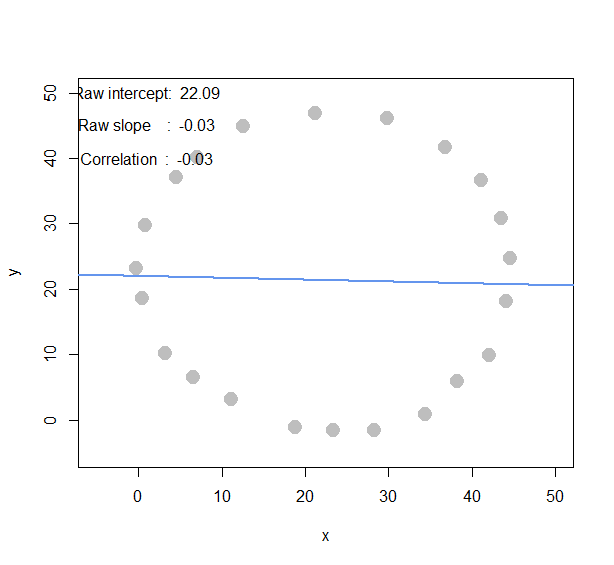 Raw intercept: 22.09
Raw slope : -0.03
Correlation : -0.03
50
40
30
20
10
0
y
0 10 20 30 40 50
x